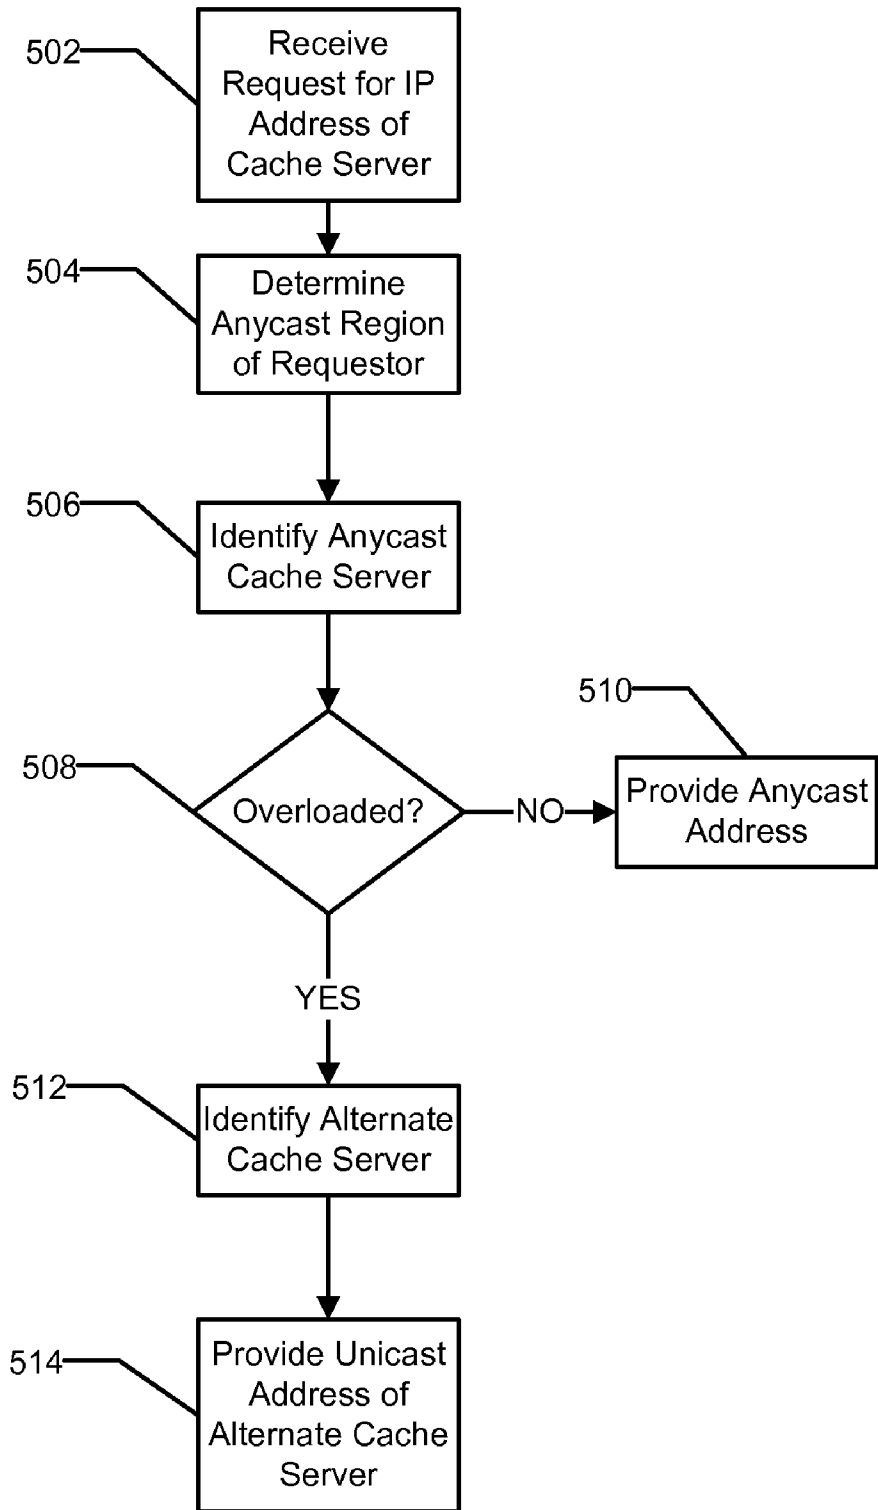 502
Receive
Request for IP
Address of
Cache Server
504
Determine
Anycast Region
of Requestor
506
Identify Anycast
Cache Server
508
Overloaded?
NO
510
Provide Anycast
Address
YES
512
Identify Alternate
Cache Server
514
Provide Unicast
Address of
Alternate Cache
Server